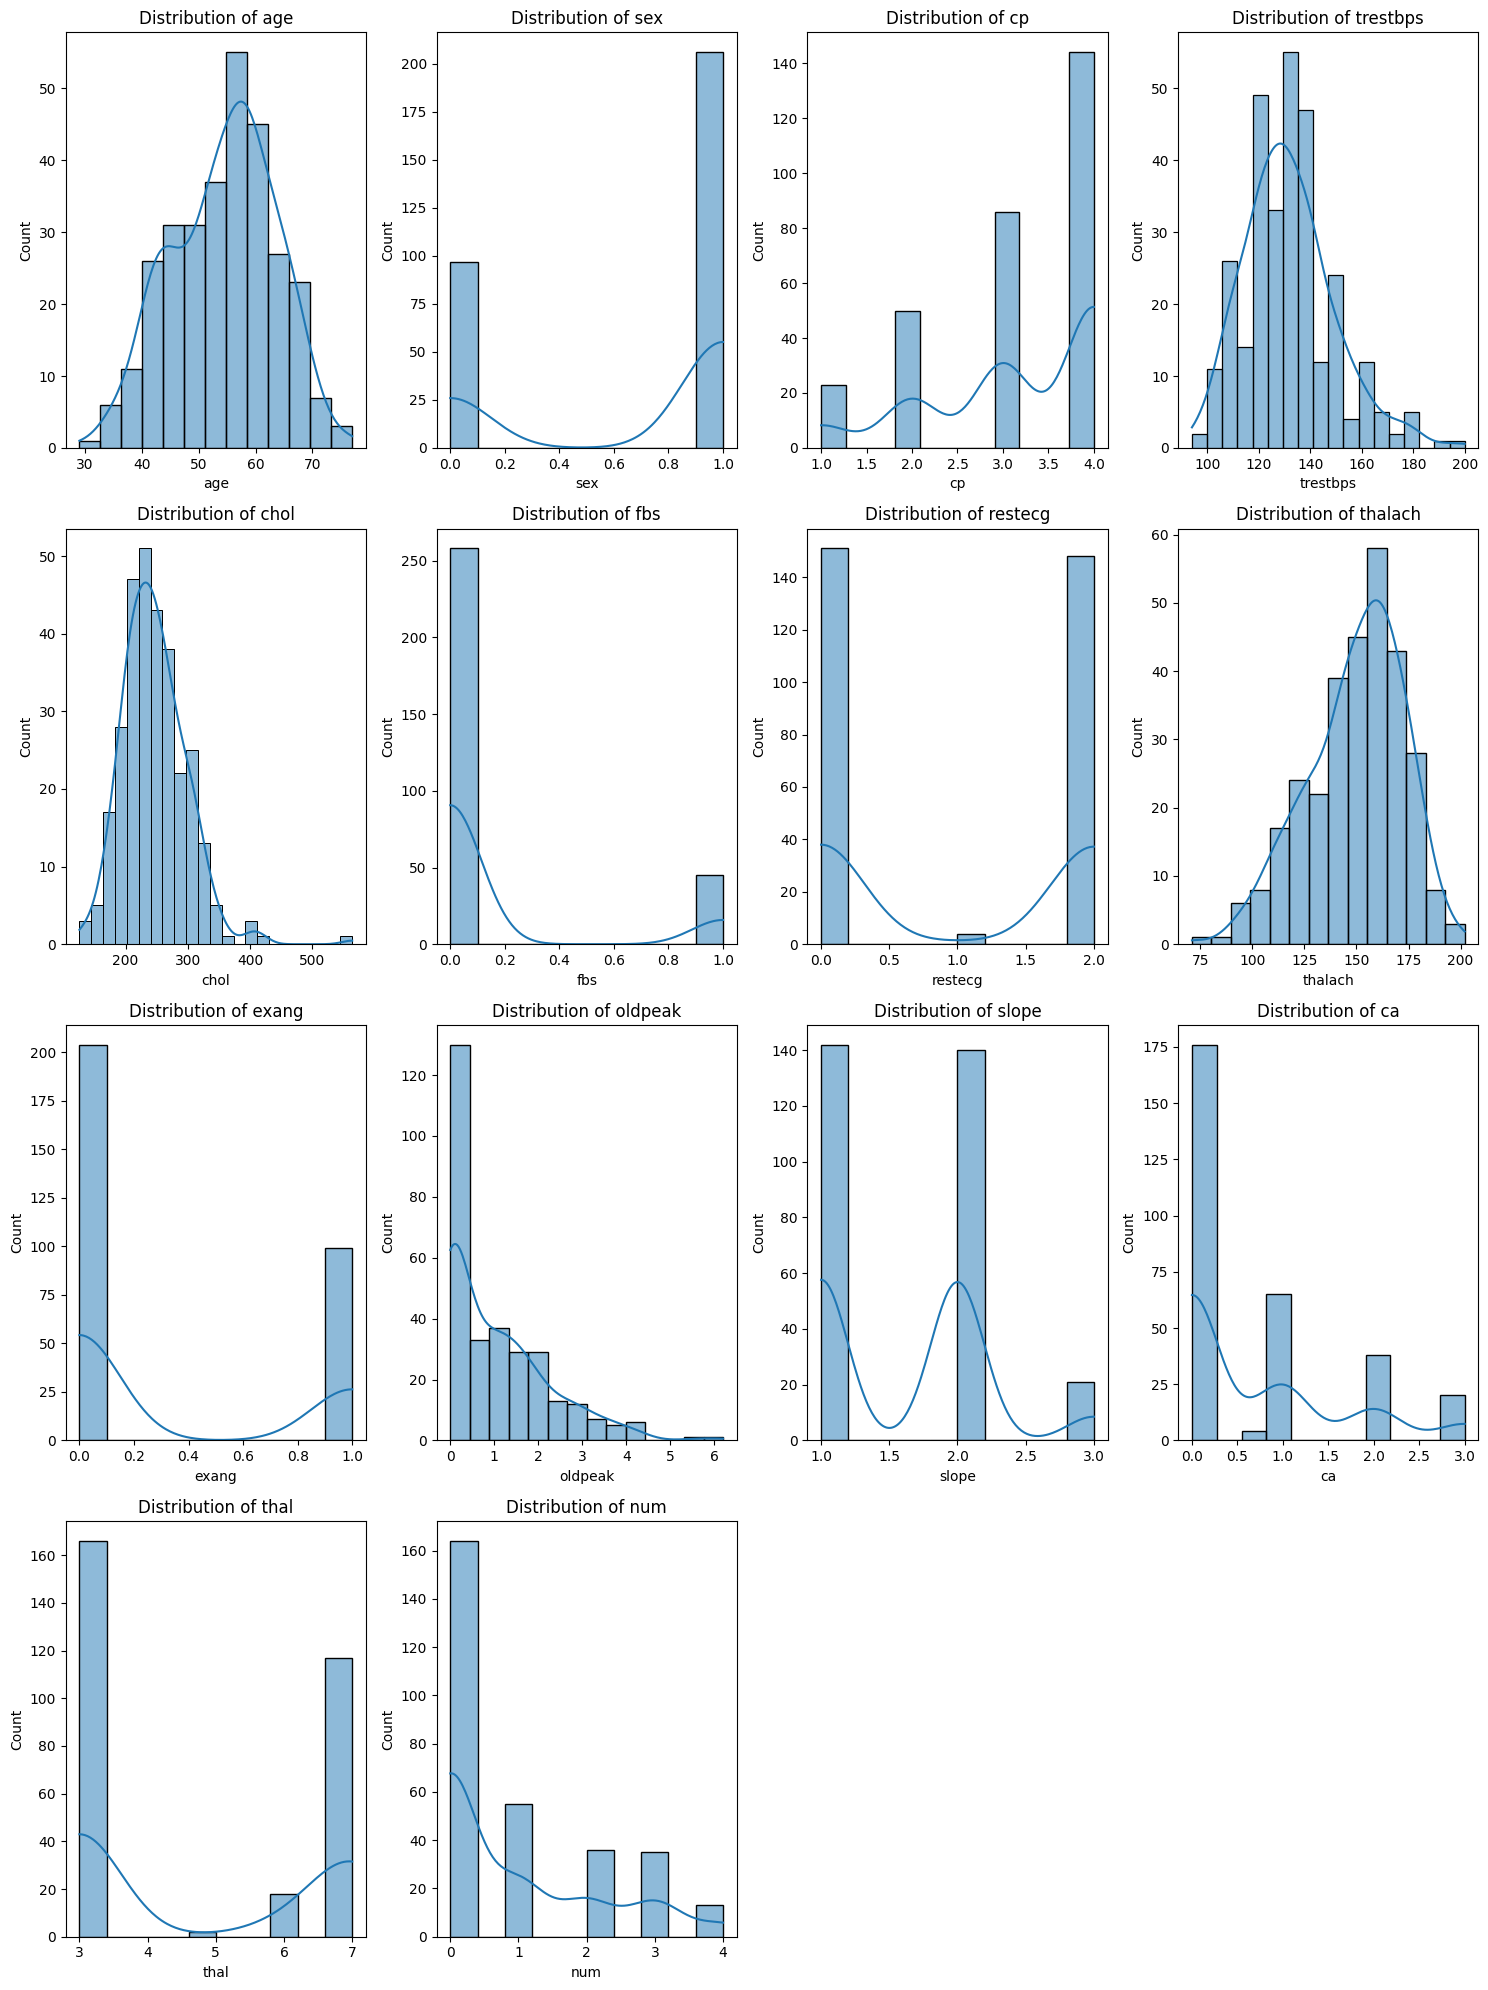 Distribution of age
50
40
30
20
10
0
Count
30 40 50 60 70
age
Distribution of sex
200
175
150
125
100
75
50
25
0
Count
0.0 0.2 0.4 0.6 0.8 1.0
sex
Distribution of cp
140
120
100
80
60
40
20
0
Count
1.0 1.5 2.0 2.5 3.0 3.5 4.0
cp
Distribution of trestbps
50
40
30
20
10
0
Count
100 120 140 160 180 200
trestbps
Distribution of chol
50
40
30
20
10
0
Count
200 300 400 500
chol
Distribution of fbs
250
200
150
100
50
0
Count
0.0 0.2 0.4 0.6 0.8 1.0
fbs
Distribution of restecg
140
120
100
80
60
40
20
0
Count
0.0 0.5 1.0 1.5 2.0
restecg
Distribution of thalach
60
50
40
30
20
10
0
Count
75 100 125 150 175 200
thalach
Distribution of exang
200
175
150
125
100
75
50
25
0
Count
0.0 0.2 0.4 0.6 0.8 1.0
exang
Distribution of oldpeak
120
100
80
60
40
20
0
Count
0 1 2 3 4 5 6
oldpeak
Distribution of slope
140
120
100
80
60
40
20
0
Count
1.0 1.5 2.0 2.5 3.0
slope
Distribution of ca
175
150
125
100
75
50
25
0
Count
0.0 0.5 1.0 1.5 2.0 2.5 3.0
ca
Distribution of thal
160
140
120
100
80
60
40
20
0
Count
3 4 5 6 7
thal
Distribution of num
160
140
120
100
80
60
40
20
0
Count
0 1 2 3 4
num